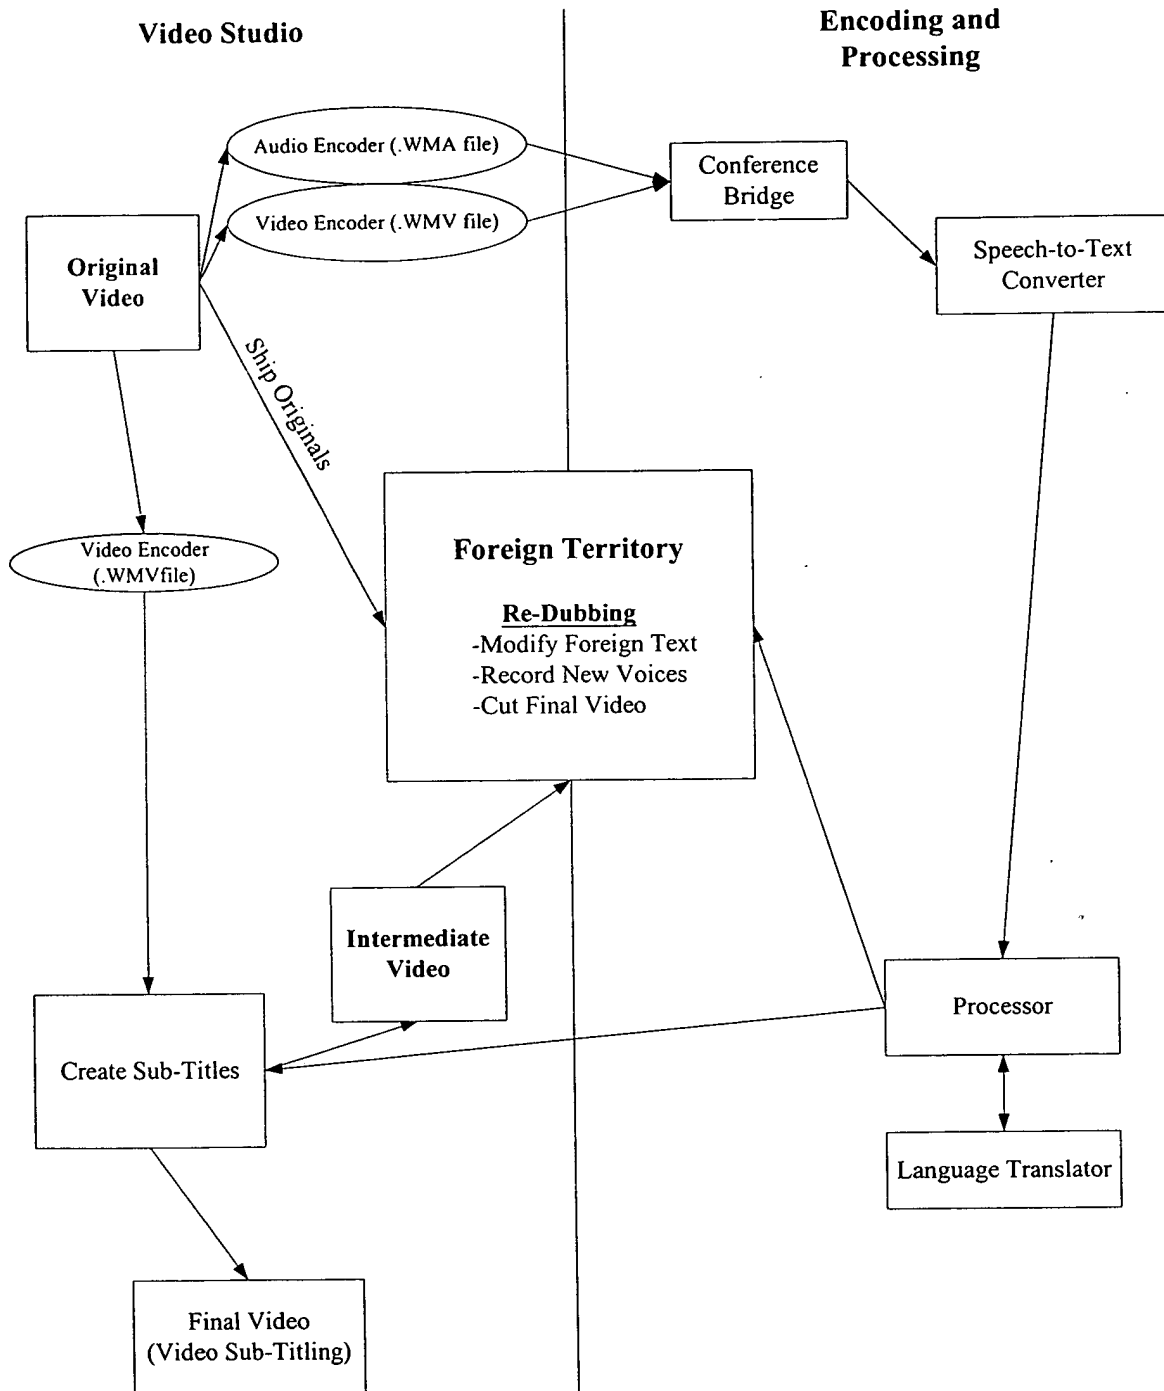 Video Studio
Encoding and
Processing
Audio Encoder (.WMA file)
Video Encoder (.WMV file)
Conference
Bridge
Original
Video
Speech-to-Text
Converter
Ship Originals
Video Encoder
(.WMVfile)
Foreign Territory
Re-Dubbing
-Modify Foreign Text
-Record New Voices
-Cut Final Video
Intermediate
Video
Processor
Create Sub-Titles
Language Translator
Final Video
(Video Sub-Titling)